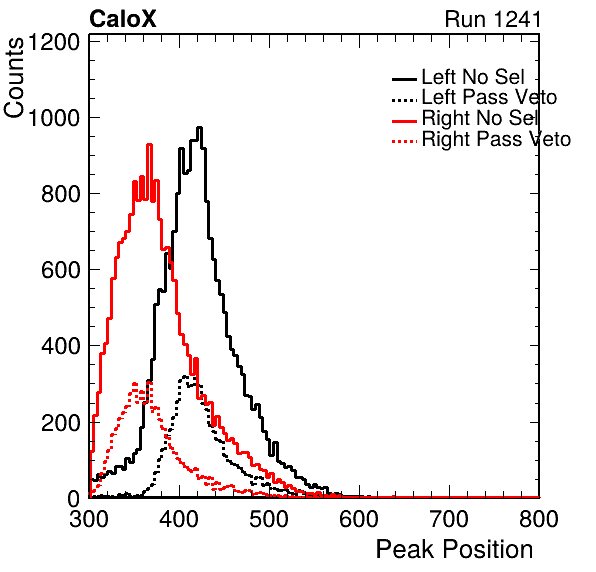 CaloX Run 1241
Counts
1200
1000
800
600
400
200
0
Left No Sel
Left Pass Veto
Right No Sel
Right Pass Veto
300 400 500 600 700 800
Peak Position